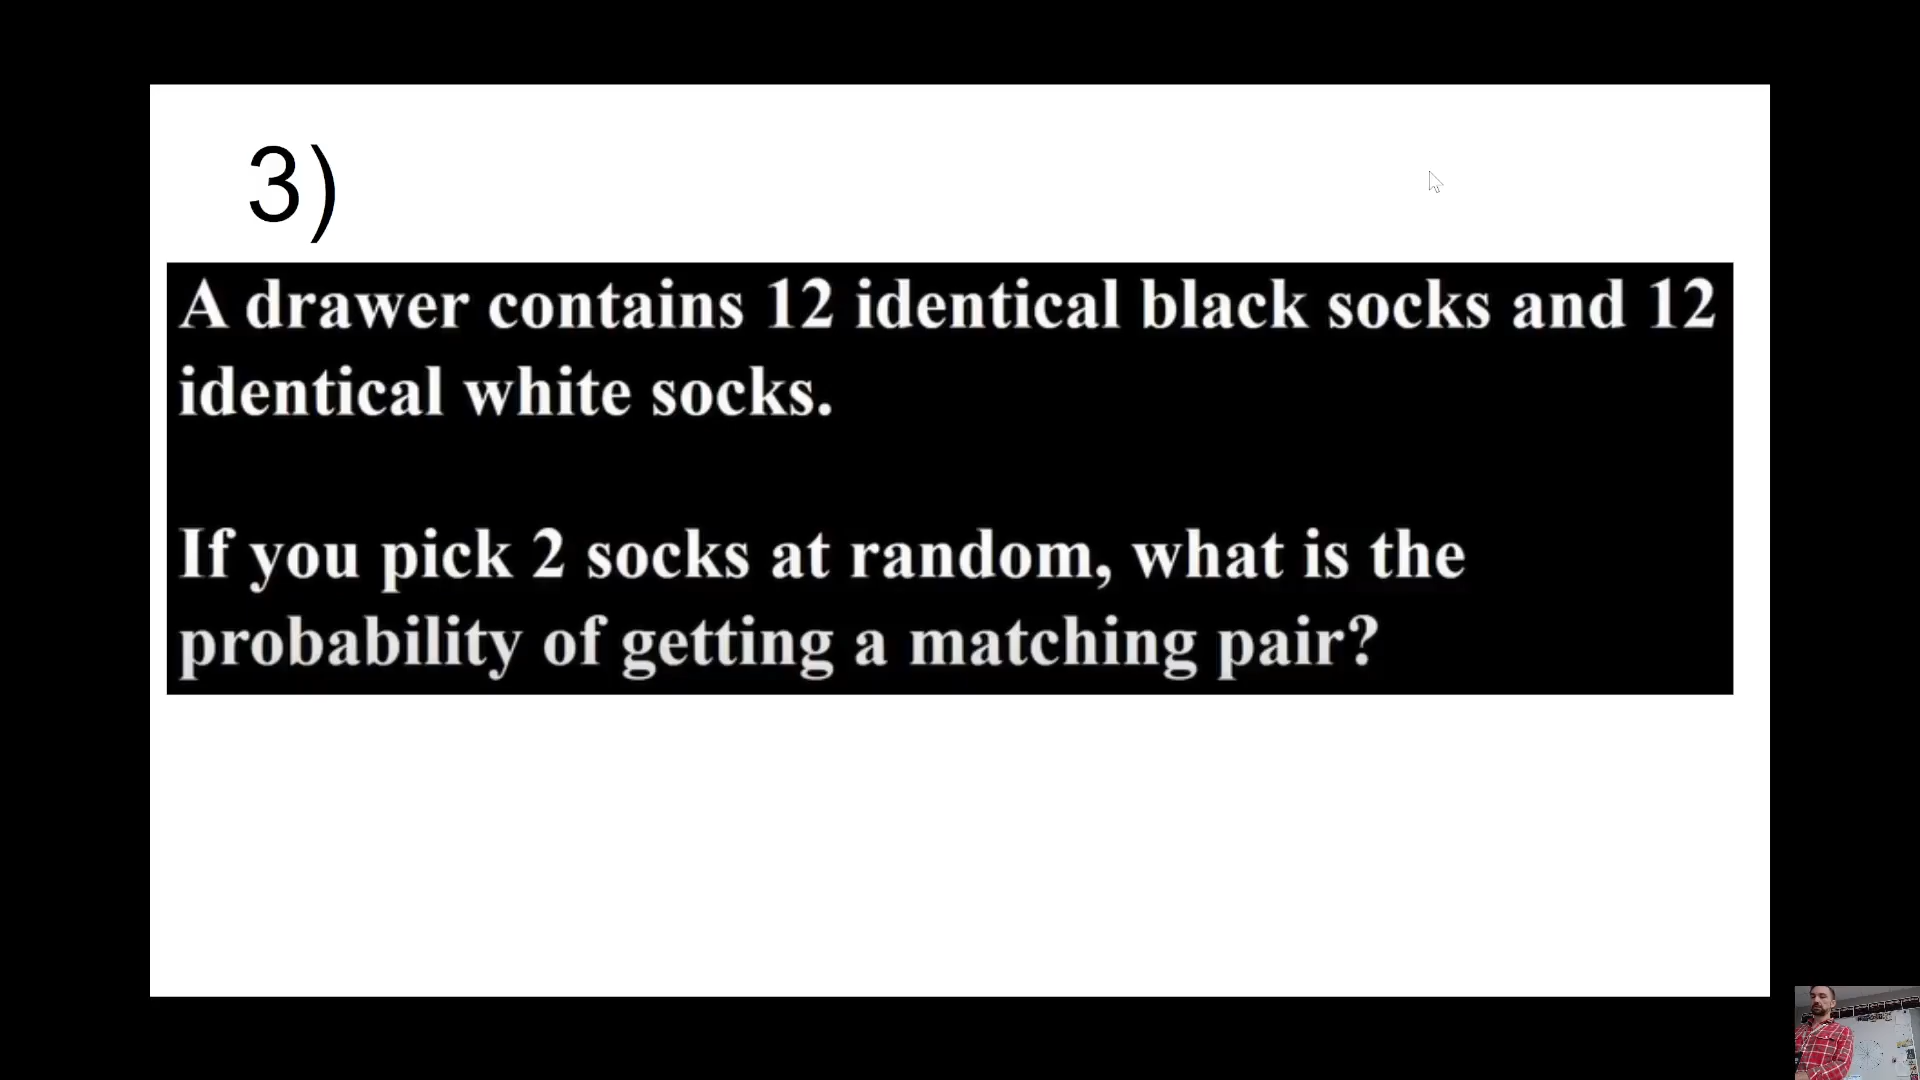 3)
A drawer contains 12 identical black socks and 12
identical white socks.
If you pick 2 socks at random, what is the
probability of getting a matching pair?